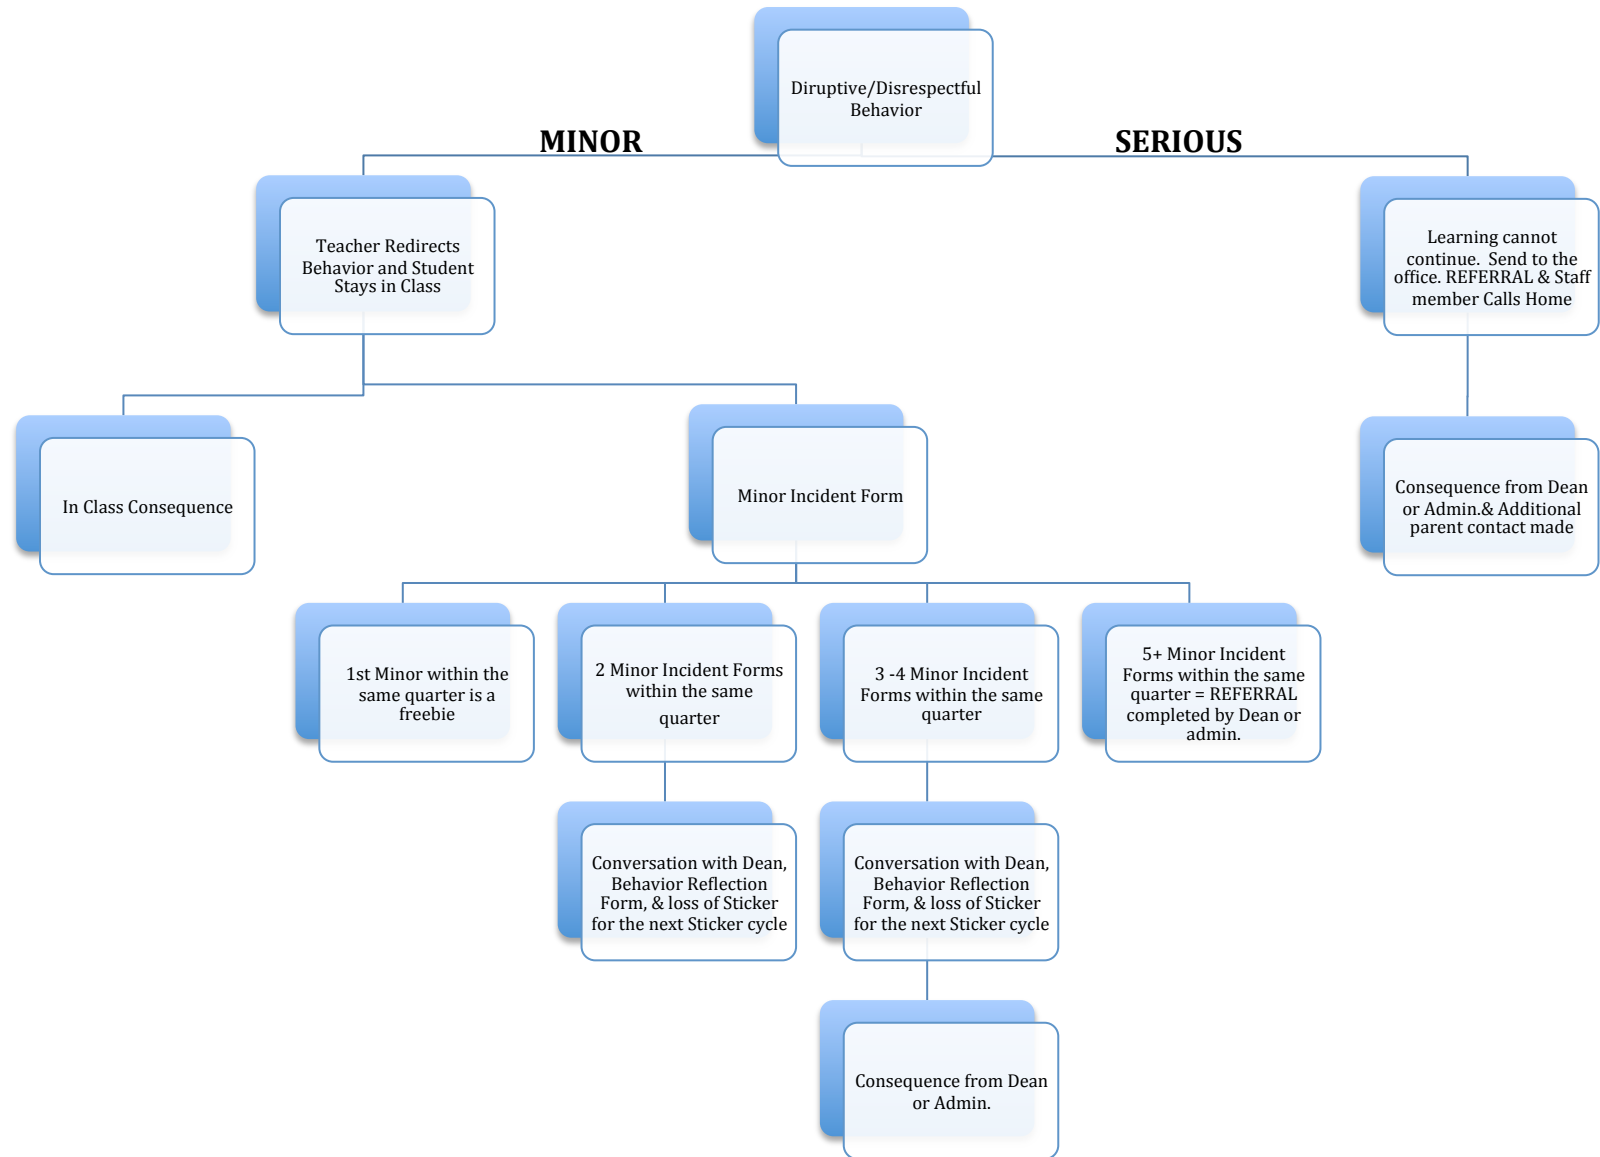 Diruptive/Disrespectful
Behavior
MINOR
SERIOUS
Teacher Redirects
Behavior and Student
Stays in Class
Learning cannot
continue.  Send to the
office. REFERRAL & Staff
member Calls Home
In Class Consequence
Minor Incident Form
Consequence from Dean
or Admin.& Additional
parent contact made
1st Minor within the
same quarter is a
freebie
2 Minor Incident Forms
within the same
quarter
3 -4 Minor Incident
Forms within the same
quarter
5+ Minor Incident
Forms within the same
quarter = REFERRAL
completed by Dean or
admin.
Conversation with Dean,
Behavior Reflection
Form, & loss of Sticker
for the next Sticker cycle
Conversation with Dean,
Behavior Reflection
Form, & loss of Sticker
for the next Sticker cycle
Consequence from Dean
or Admin.